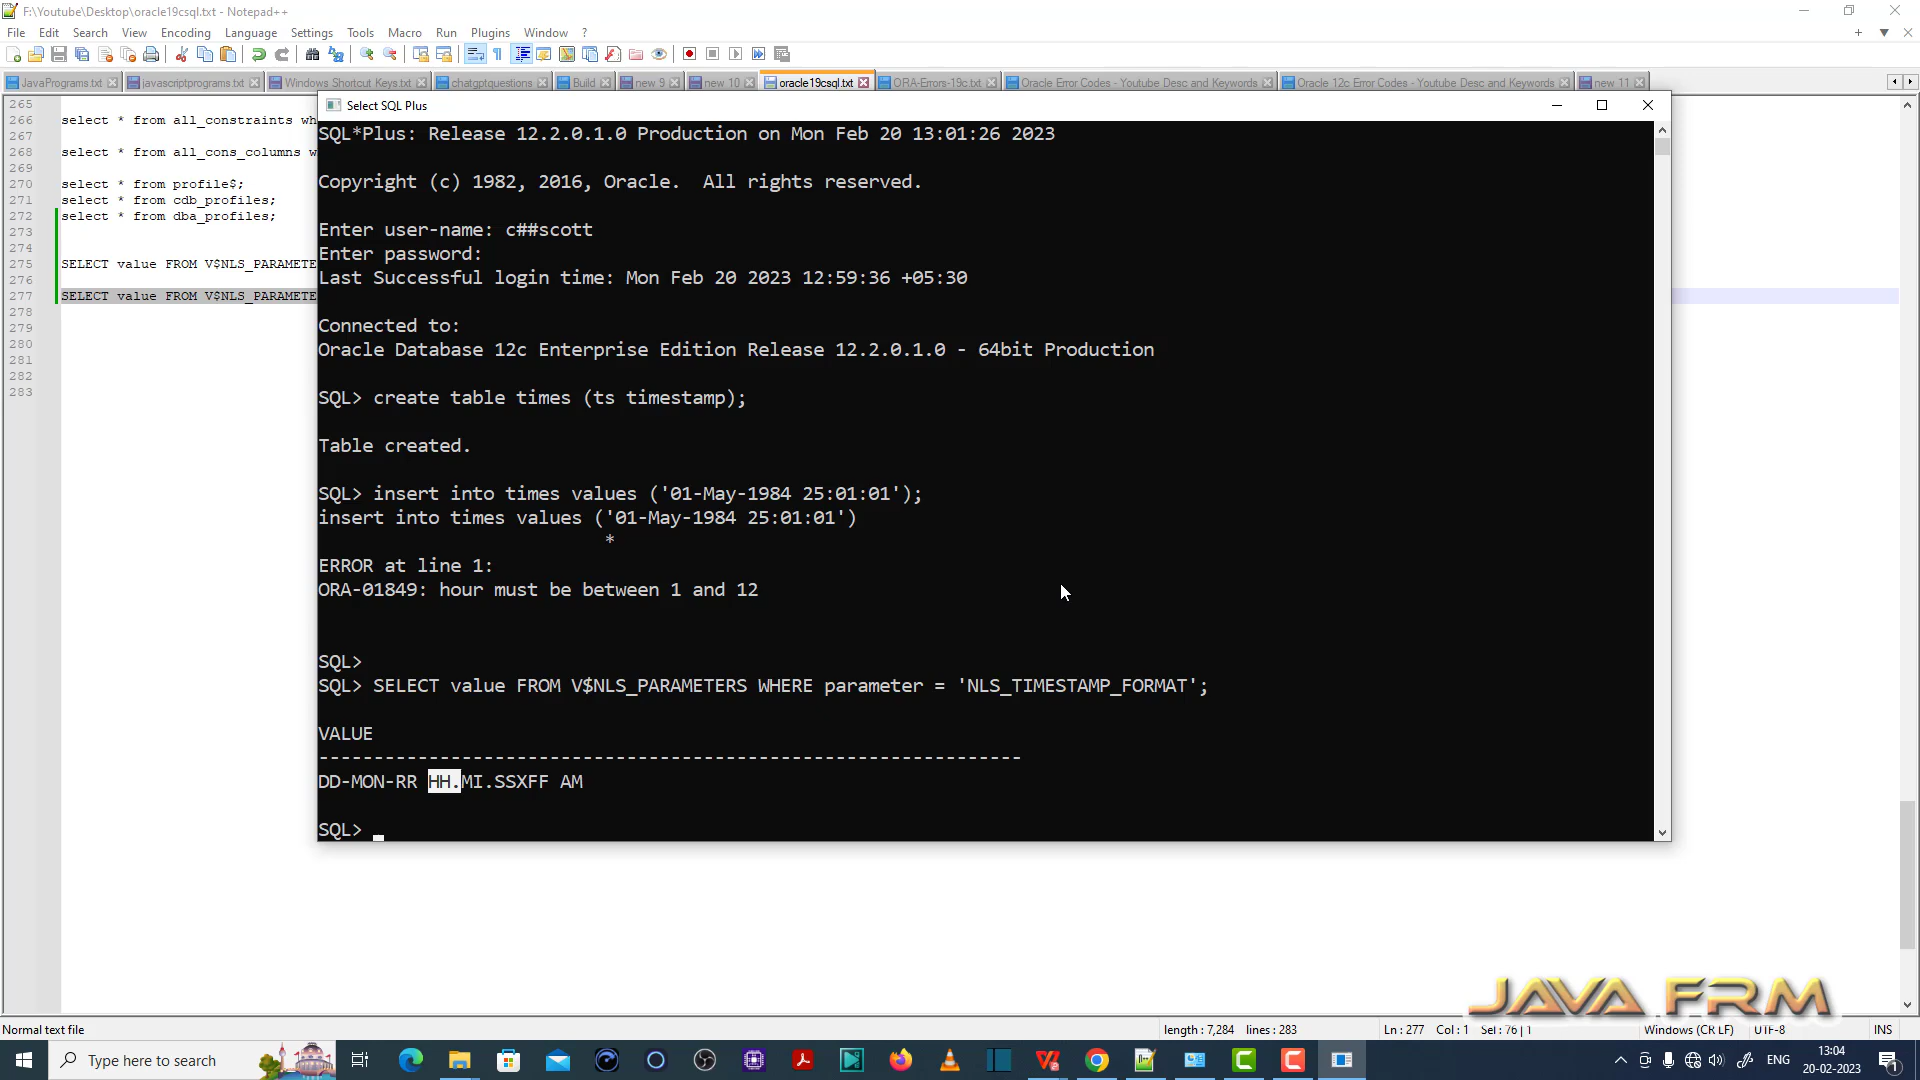 F:\Youtube\Desktop\oracle19csql.txt - Notepad++
File Edit Search View Encoding Language Settings Tools Macro Run Plugins Window ?
JavaPrograms.txt javascriptprograms.txt Windows Shortcut Keys.txt chatgptquestions Build new 9 new 10 oracle19csql.txt ORA-Errors-19c.txt Oracle Error Codes - Youtube Desc and Keywords Oracle 12c Error Codes - Youtube Desc and Keywords new 11
265
266 select * from all_constraints wh
267
268 select * from all_cons_columns w
269
270 select * from profile$;
271 select * from cdb_profiles;
272 select * from dba_profiles;
273
274
275 SELECT value FROM V$NLS_PARAMETE
276
277 SELECT value FROM V$NLS_PARAMETE
278
279
280
281
282
283
Select SQL Plus
SQL*Plus: Release 12.2.0.1.0 Production on Mon Feb 20 13:01:26 2023
Copyright (c) 1982, 2016, Oracle.  All rights reserved.
Enter user-name: c##scott
Enter password:
Last Successful login time: Mon Feb 20 2023 12:59:36 +05:30
Connected to:
Oracle Database 12c Enterprise Edition Release 12.2.0.1.0 - 64bit Production
SQL> create table times (ts timestamp);
Table created.
SQL> insert into times values ('01-May-1984 25:01:01');
insert into times values ('01-May-1984 25:01:01')
*
ERROR at line 1:
ORA-01849: hour must be between 1 and 12
SQL>
SQL> SELECT value FROM V$NLS_PARAMETERS WHERE parameter = 'NLS_TIMESTAMP_FORMAT';
VALUE
----------------------------------------------------------------
DD-MON-RR HH.MI.SSXFF AM
SQL>
JAVA FRM
Normal text file length : 7,284 lines : 283 Ln : 277 Col : 1 Sel : 76 | 1 Windows (CR LF) UTF-8 INS
Type here to search ENG 13:04
20-02-2023
1